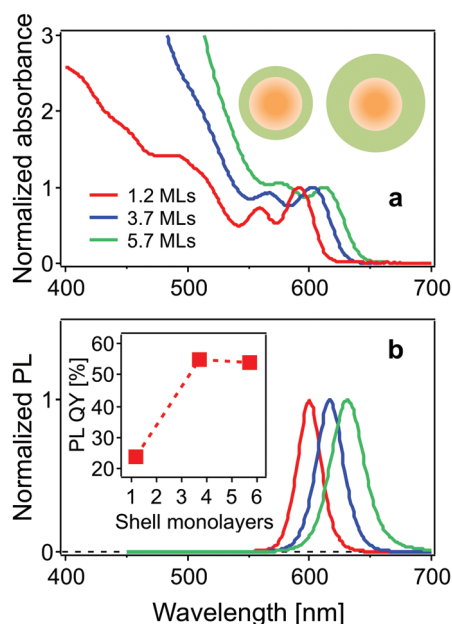 Normalized absorbance
3
2
1
0
1.2 MLs
3.7 MLs
5.7 MLs
a
400
500
600
700
b
Normalized PL
1
0
PL QY [%]
60
50
40
30
20
1
2
3
4
5
6
Shell monolayers
400
500
600
700
Wavelength [nm]